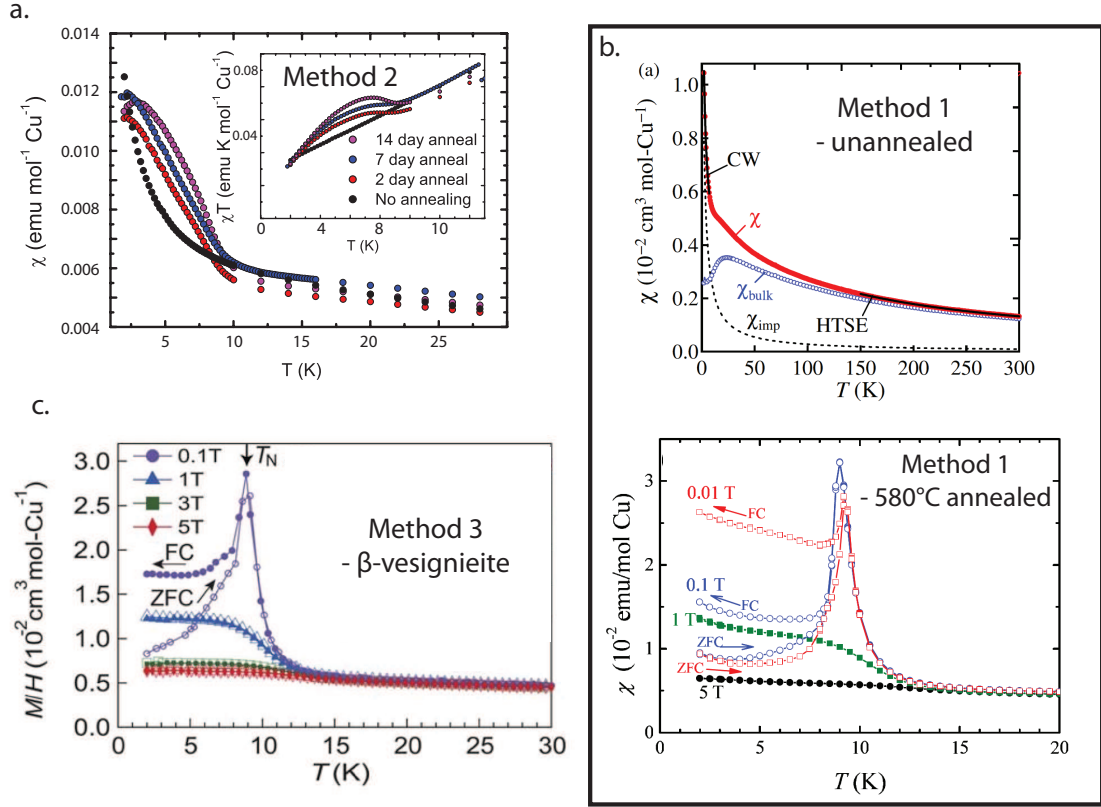 a.
0.014
0.012
0.010
0.008
0.006
0.004
χ (emu mol⁻¹ Cu⁻¹)
5
10
15
20
25
T (K)
Method 2
0.08
0.04
χT (emu K mol⁻¹ Cu⁻¹)
14 day anneal
7 day anneal
2 day anneal
No annealing
0
4
6
8
10
T (K)
b.
(a)
Method 1
- unannealed
1.0
0.8
0.6
0.4
0.2
0.0
χ (10⁻² cm³ mol-Cu⁻¹)
CW
χ
χbulk
χimp
HTSE
0
50
100
150
200
250
300
T (K)
c.
3.0
2.5
2.0
1.5
1.0
0.5
0.0
M/H (10⁻² cm³ mol-Cu⁻¹)
0.1T
1T
3T
5T
TN
FC
ZFC
Method 3
- β-vesignieite
0
5
10
15
20
25
30
T (K)
Method 1
- 580°C annealed
3
2
1
0
χ (10⁻² emu/mol Cu)
0.01 T
FC
0.1 T
FC
1 T
ZFC
ZFC
5 T
0
5
10
15
20
T (K)